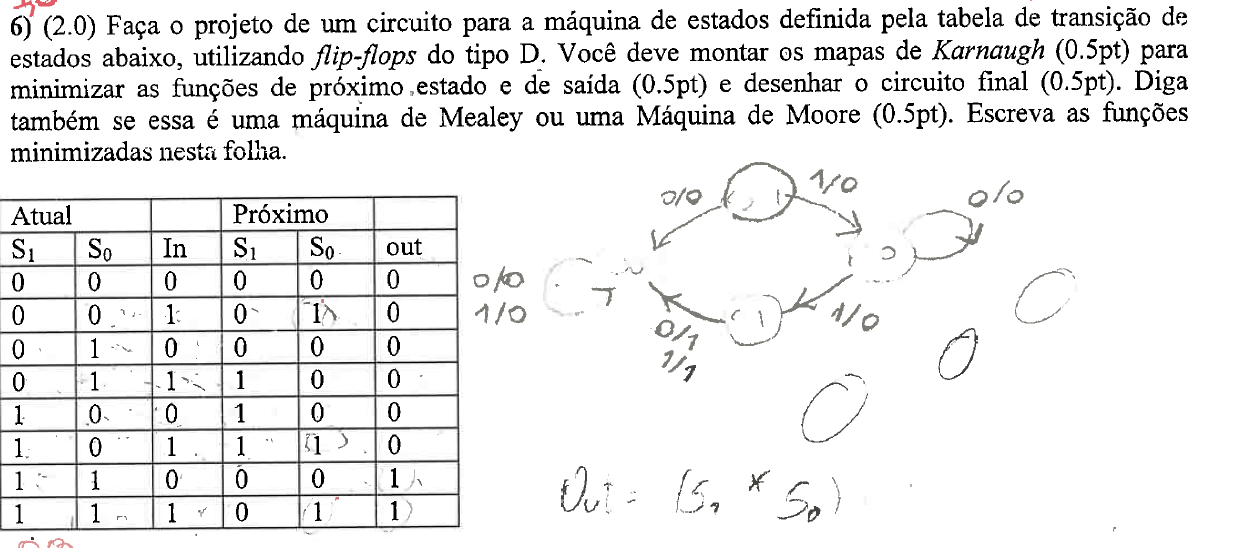 6) (2.0) Faça o projeto de um circuito para a máquina de estados definida pela tabela de transição de
estados abaixo, utilizando flip-flops do tipo D. Você deve montar os mapas de Karnaugh (0.5pt) para
minimizar as funções de próximo estado e de saída (0.5pt) e desenhar o circuito final (0.5pt). Diga
também se essa é uma máquina de Mealey ou uma Máquina de Moore (0.5pt). Escreva as funções
minimizadas nesta folha.
Atual Próximo
S1 S0 In S1 S0 out
0 0 0 0 0 0
0 0 1 0 1 0
0 1 0 0 0 0
0 1 1 1 0 0
1 0 0 1 0 0
1 0 1 1 1 0
1 1 0 0 0 1
1 1 1 0 1 1
0/0 1/0 0/0
0/0
1/0
0/1
1/1
1/0
Out = (S1 * S0)